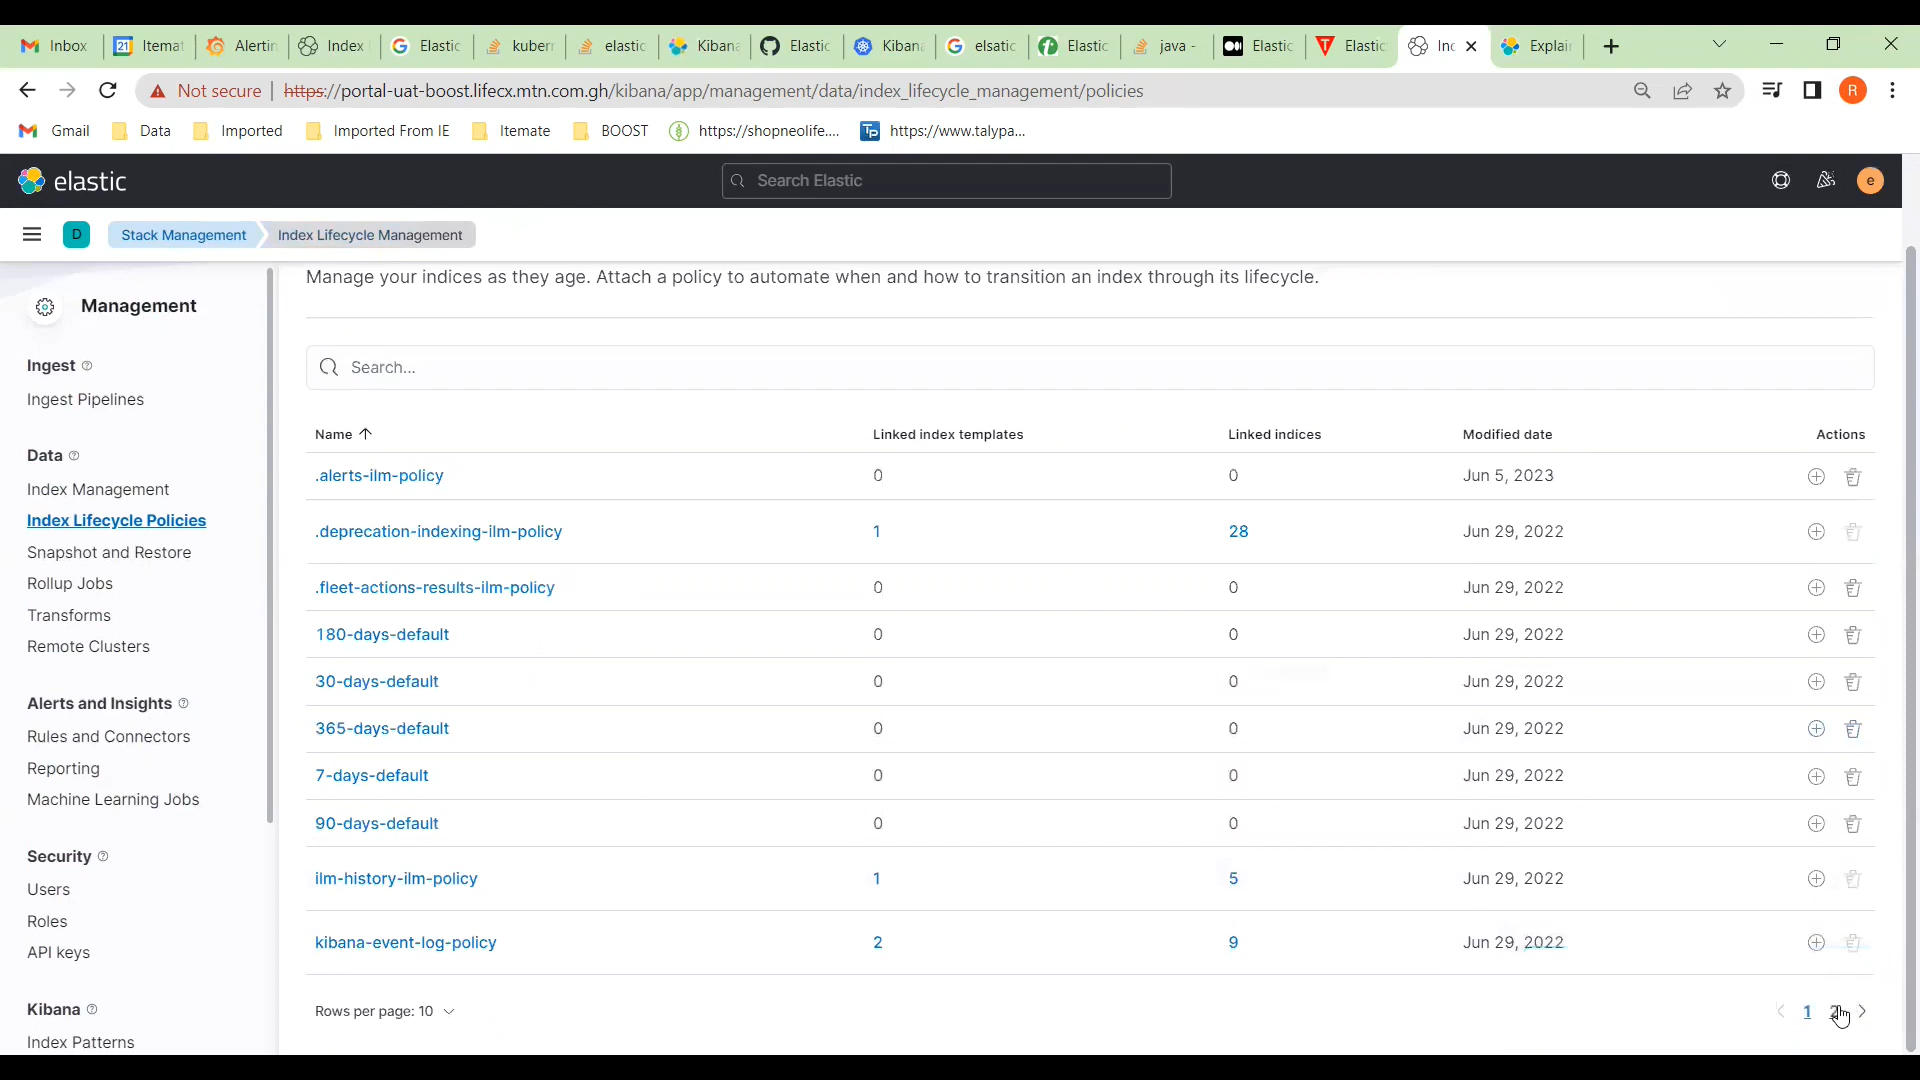 Inbox
Itemat
Alertin
Index
Elastic
kubern
elastic
Kibana
Elastic
Kibana
elsatic
Elastic
java -
Elastic
Elastic
Inc
Explain
Not secure
https://portal-uat-boost.lifecx.mtn.com.gh/kibana/app/management/data/index_lifecycle_management/policies
R
Gmail
Data
Imported
Imported From IE
Itemate
BOOST
https://shopneolife....
https://www.talypa...
elastic
Search Elastic
e
D
Stack Management
Index Lifecycle Management
Management
Ingest
Ingest Pipelines
Data
Index Management
Index Lifecycle Policies
Snapshot and Restore
Rollup Jobs
Transforms
Remote Clusters
Alerts and Insights
Rules and Connectors
Reporting
Machine Learning Jobs
Security
Users
Roles
API keys
Kibana
Index Patterns
Manage your indices as they age. Attach a policy to automate when and how to transition an index through its lifecycle.
Search...
Name Linked index templates Linked indices Modified date Actions
.alerts-ilm-policy 0 0 Jun 5, 2023
.deprecation-indexing-ilm-policy 1 28 Jun 29, 2022
.fleet-actions-results-ilm-policy 0 0 Jun 29, 2022
180-days-default 0 0 Jun 29, 2022
30-days-default 0 0 Jun 29, 2022
365-days-default 0 0 Jun 29, 2022
7-days-default 0 0 Jun 29, 2022
90-days-default 0 0 Jun 29, 2022
ilm-history-ilm-policy 1 5 Jun 29, 2022
kibana-event-log-policy 2 9 Jun 29, 2022
Rows per page: 10
1 2